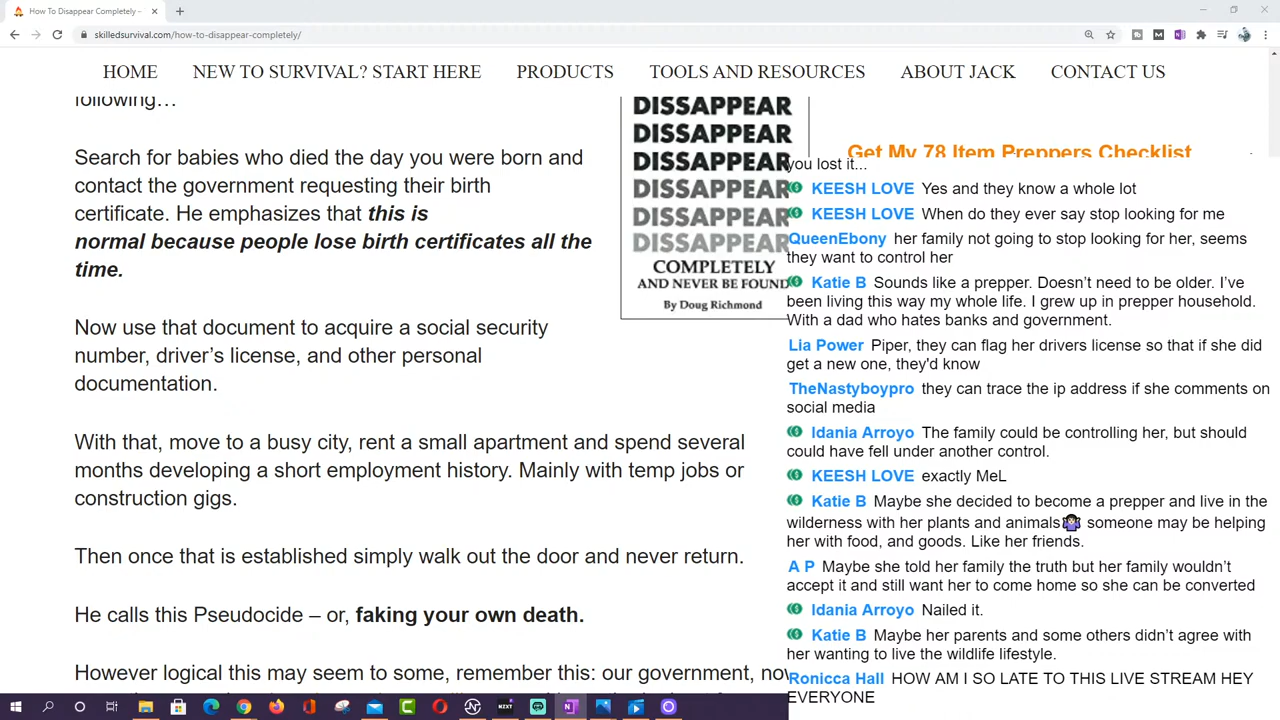 How To Disappear Completely –
skilledsurvival.com/how-to-disappear-completely/
HOME NEW TO SURVIVAL? START HERE PRODUCTS TOOLS AND RESOURCES ABOUT JACK CONTACT US
following…
Search for babies who died the day you were born and
contact the government requesting their birth
certificate. He emphasizes that this is
normal because people lose birth certificates all the
time.
Now use that document to acquire a social security
number, driver's license, and other personal
documentation.
With that, move to a busy city, rent a small apartment and spend several
months developing a short employment history. Mainly with temp jobs or
construction gigs.
Then once that is established simply walk out the door and never return.
He calls this Pseudocide – or, faking your own death.
However logical this may seem to some, remember this: our government, now
DISSAPPEAR
DISSAPPEAR
DISSAPPEAR
DISSAPPEAR
DISSAPPEAR
DISSAPPEAR
COMPLETELY
AND NEVER BE FOUND
By Doug Richmond
Get My 78 Item Preppers Checklist
you lost it...
KEESH LOVE Yes and they know a whole lot
KEESH LOVE When do they ever say stop looking for me
QueenEbony her family not going to stop looking for her, seems
they want to control her
Katie B Sounds like a prepper. Doesn't need to be older. I've
been living this way my whole life. I grew up in prepper household.
With a dad who hates banks and government.
Lia Power Piper, they can flag her drivers license so that if she did
get a new one, they'd know
TheNastyboypro they can trace the ip address if she comments on
social media
Idania Arroyo The family could be controlling her, but should
could have fell under another control.
KEESH LOVE exactly MeL
Katie B Maybe she decided to become a prepper and live in the
wilderness with her plants and animals🤷🏻‍♀️ someone may be helping
her with food, and goods. Like her friends.
A P Maybe she told her family the truth but her family wouldn't
accept it and still want her to come home so she can be converted
Idania Arroyo Nailed it.
Katie B Maybe her parents and some others didn't agree with
her wanting to live the wildlife lifestyle.
Ronicca Hall HOW AM I SO LATE TO THIS LIVE STREAM HEY
EVERYONE